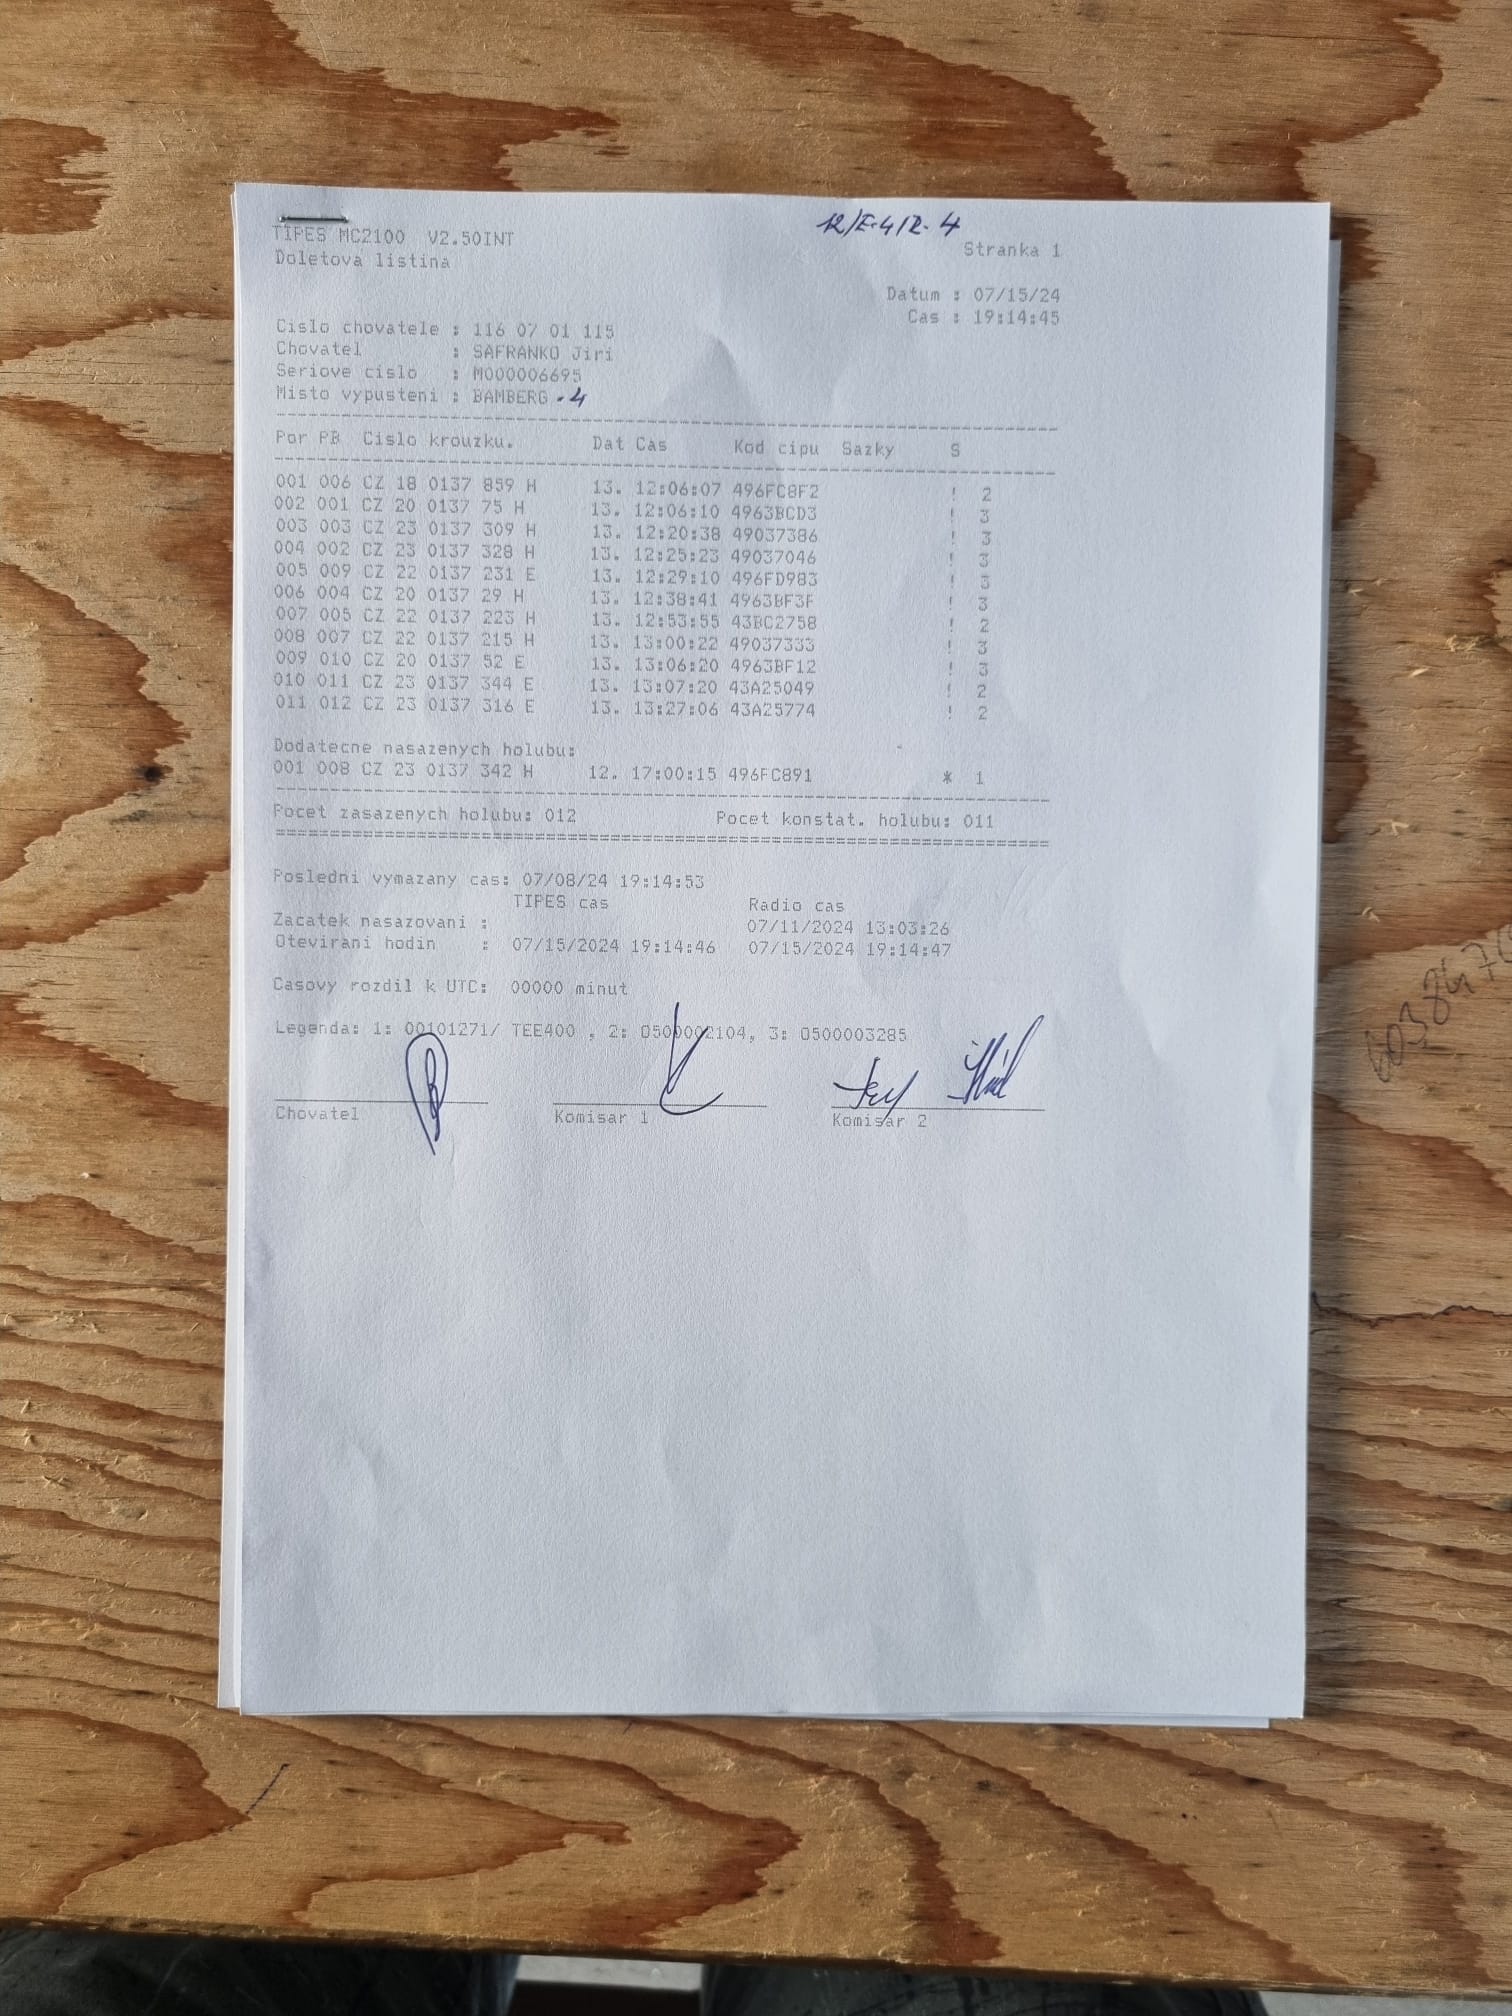 12/E-4/2-4
TIPES MC2100 V2.50INT
Stranka 1
Doletova listina
Datum : 07/15/24
Cas : 19:14:45
Cislo chovatele : 116 07 01 115
Chovatel : SAFRANKO Jiri
Seriove cislo : M000006695
Misto vypusteni : BAMBERG -4
Por PB Cislo krouzku. Dat Cas Kod cipu Sazky S
001 006 CZ 18 0137 859 H 13. 12:06:07 496FC8F2 ! 2
002 001 CZ 20 0137 75 H 13. 12:06:10 4963BCD3 ! 3
003 003 CZ 23 0137 309 H 13. 12:20:38 49037386 ! 3
004 002 CZ 23 0137 328 H 13. 12:25:23 49037046 ! 3
005 009 CZ 22 0137 231 E 13. 12:29:10 496FD983 ! 3
006 004 CZ 20 0137 29 H 13. 12:38:41 4963BF3F ! 3
007 005 CZ 22 0137 223 H 13. 12:53:55 43BC2758 ! 2
008 007 CZ 22 0137 215 H 13. 13:00:22 49037333 ! 3
009 010 CZ 20 0137 52 E 13. 13:06:20 4963BF12 ! 3
010 011 CZ 23 0137 344 E 13. 13:07:20 43A25049 ! 2
011 012 CZ 23 0137 316 E 13. 13:27:06 43A25774 ! 2
Dodatecne nasazenych holubu:
001 008 CZ 23 0137 342 H 12. 17:00:15 496FC891 * 1
Pocet zasazenych holubu: 012 Pocet konstat. holubu: 011
Posledni vymazany cas: 07/08/24 19:14:53
TIPES cas Radio cas
Zacatek nasazovani : 07/11/2024 13:03:26
Otevirani hodin : 07/15/2024 19:14:46 07/15/2024 19:14:47
Casovy rozdil k UTC: 00000 minut
Legenda: 1: 00101271/ TEE400 , 2: 0500002104, 3: 0500003285
Chovatel Komisar 1 Komisar 2